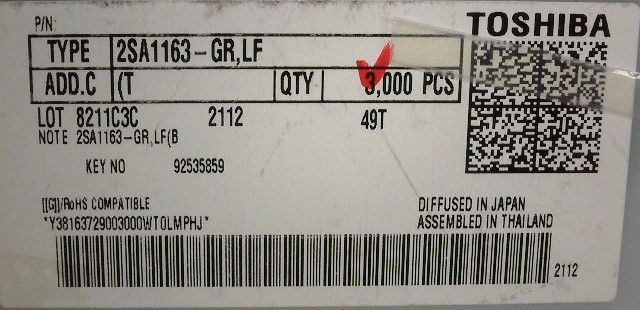 P/N:
TOSHIBA
TYPE 2SA1163-GR,LF
ADD.C (T QTY 3,000 PCS
LOT 8211C3C 2112 49T
NOTE 2SA1163-GR,LF(B
KEY NO 92535859
[[G]]/RoHS COMPATIBLE
*Y38163729003000WTOLMPHJ*
DIFFUSED IN JAPAN
ASSEMBLED IN THAILAND
2112